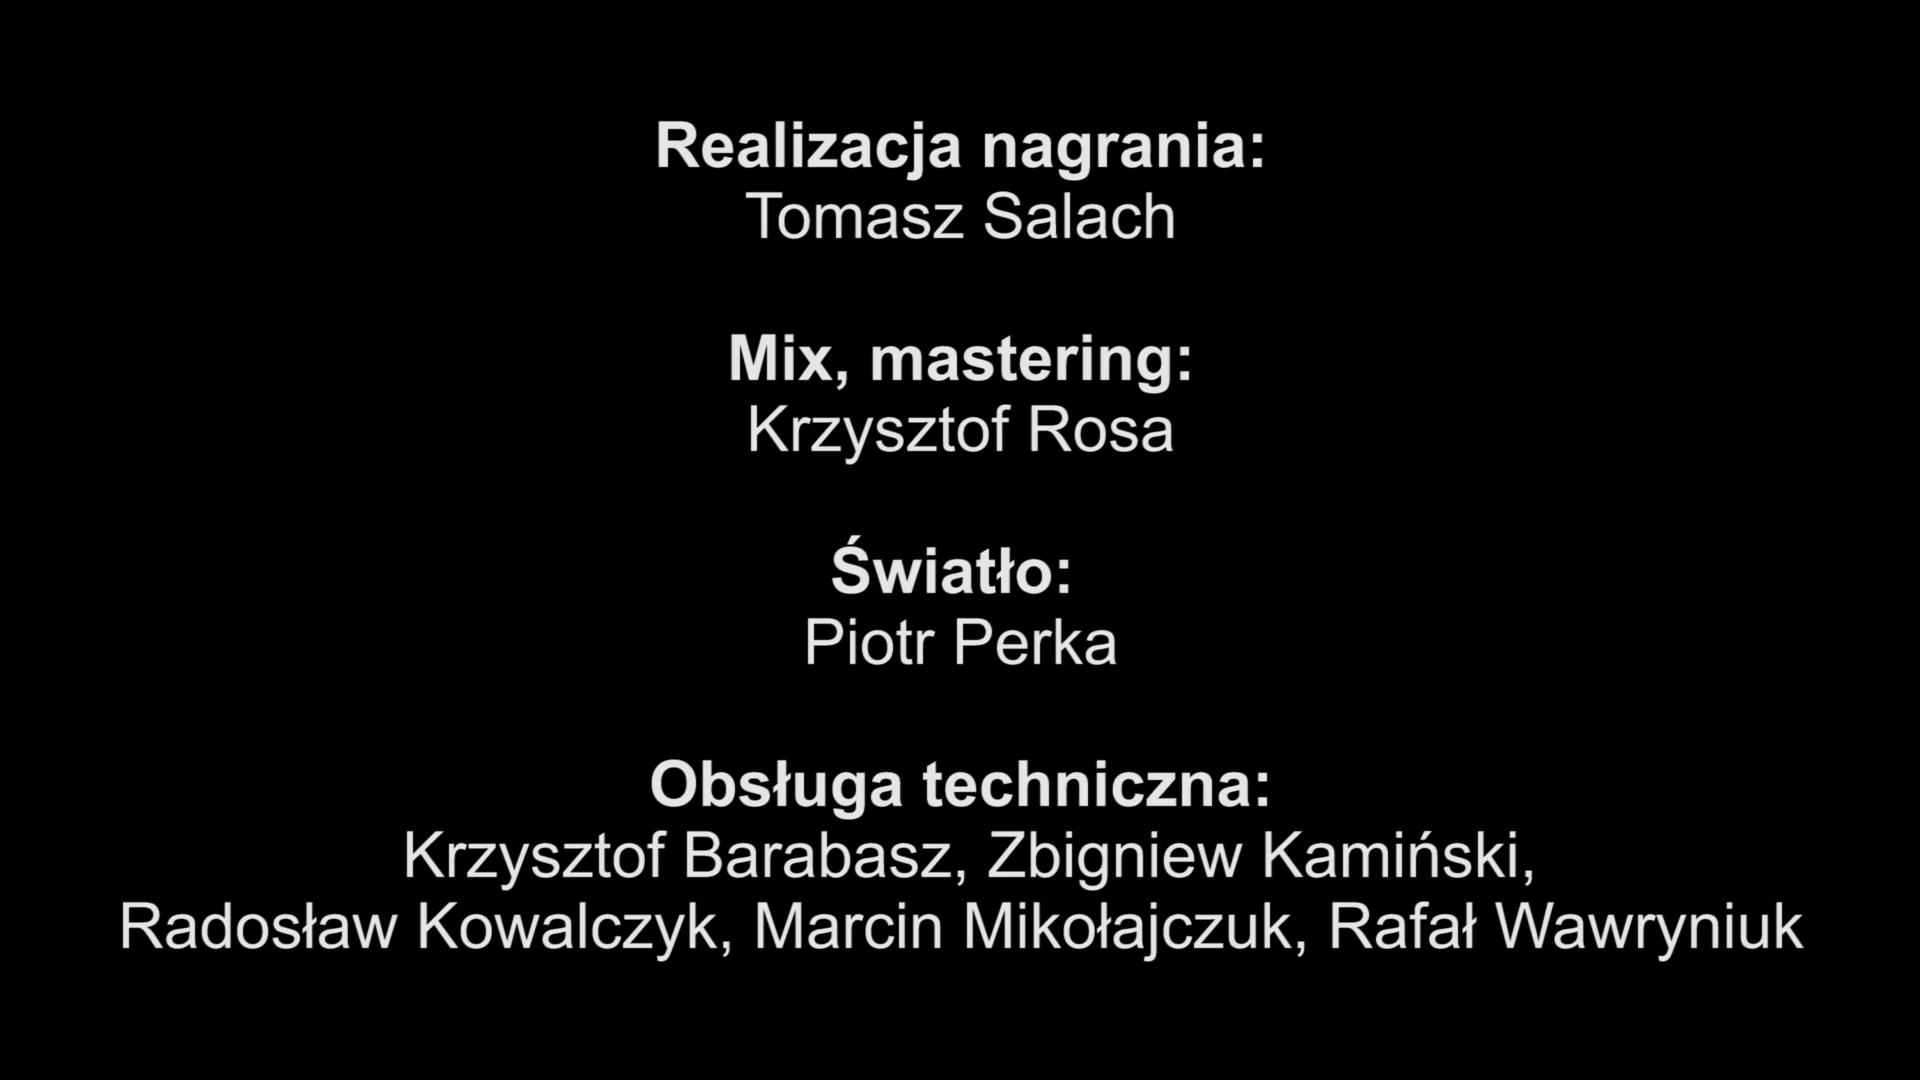 Realizacja nagrania:
Tomasz Salach
Mix, mastering:
Krzysztof Rosa
Światło:
Piotr Perka
Obsługa techniczna:
Krzysztof Barabasz, Zbigniew Kamiński,
Radosław Kowalczyk, Marcin Mikołajczuk, Rafał Wawryniuk